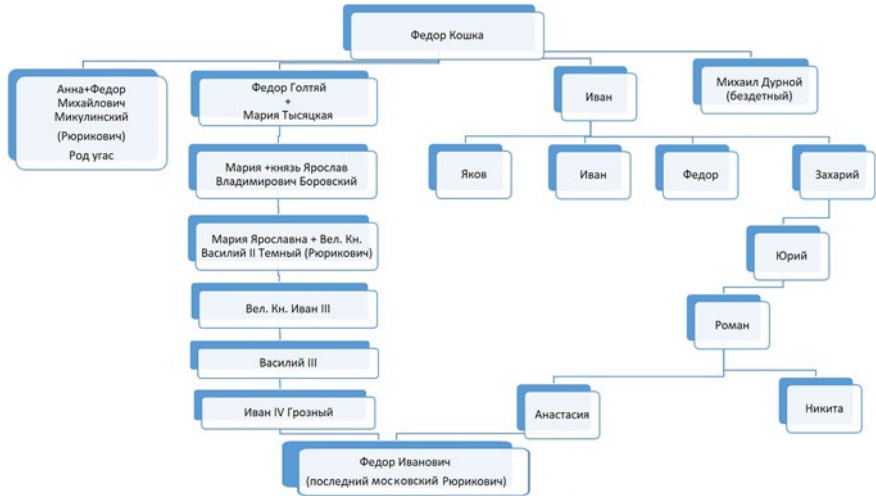 Федор Кошка
Анна+Федор
Михайлович
Микулинский
(Рюрикович)
Род угас
Федор Голтяй
+
Мария Тысяцкая
Иван
Михаил Дурной
(бездетный)
Мария +князь Ярослав
Владимирович Боровский
Яков
Иван
Федор
Захарий
Мария Ярославна + Вел. Кн.
Василий II Темный (Рюрикович)
Юрий
Вел. Кн. Иван III
Роман
Василий III
Иван IV Грозный
Анастасия
Никита
Федор Иванович
(последний московский Рюрикович)